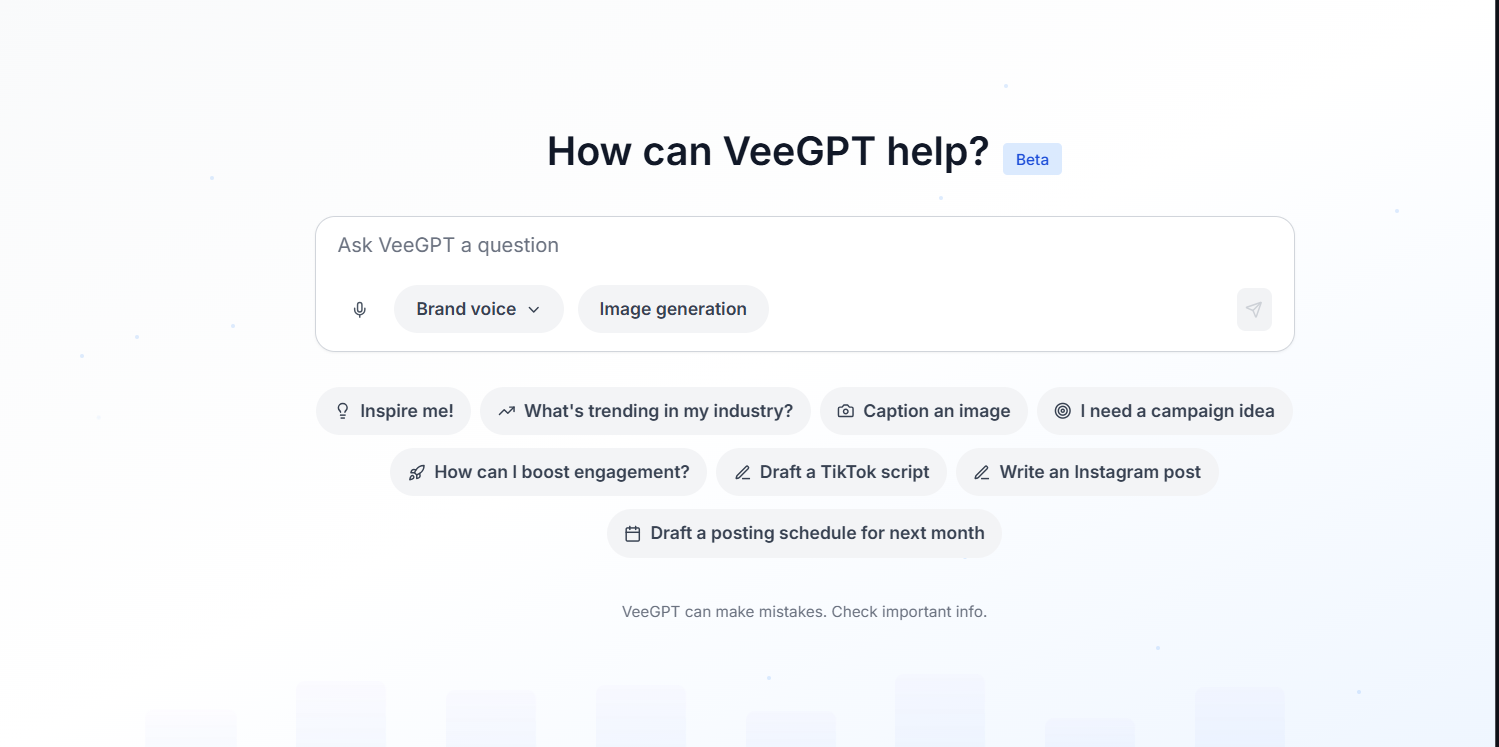 How can VeeGPT help? Beta
Ask VeeGPT a question
Brand voice Image generation
Inspire me! What's trending in my industry? Caption an image I need a campaign idea
How can I boost engagement? Draft a TikTok script Write an Instagram post
Draft a posting schedule for next month
VeeGPT can make mistakes. Check important info.